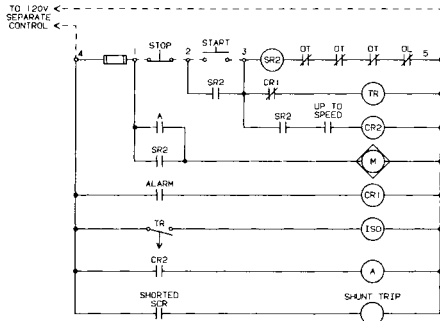 TO 120V
SEPARATE
CONTROL
4 1 STOP 2 START 3 SR2 OT OT OT OL 5
SR2 CR1 TR
A SR2 UP TO
SPEED CR2
SR2 M
ALARM CR1
TR ISO
CR2 A
SHORTED
SCR SHUNT TRIP